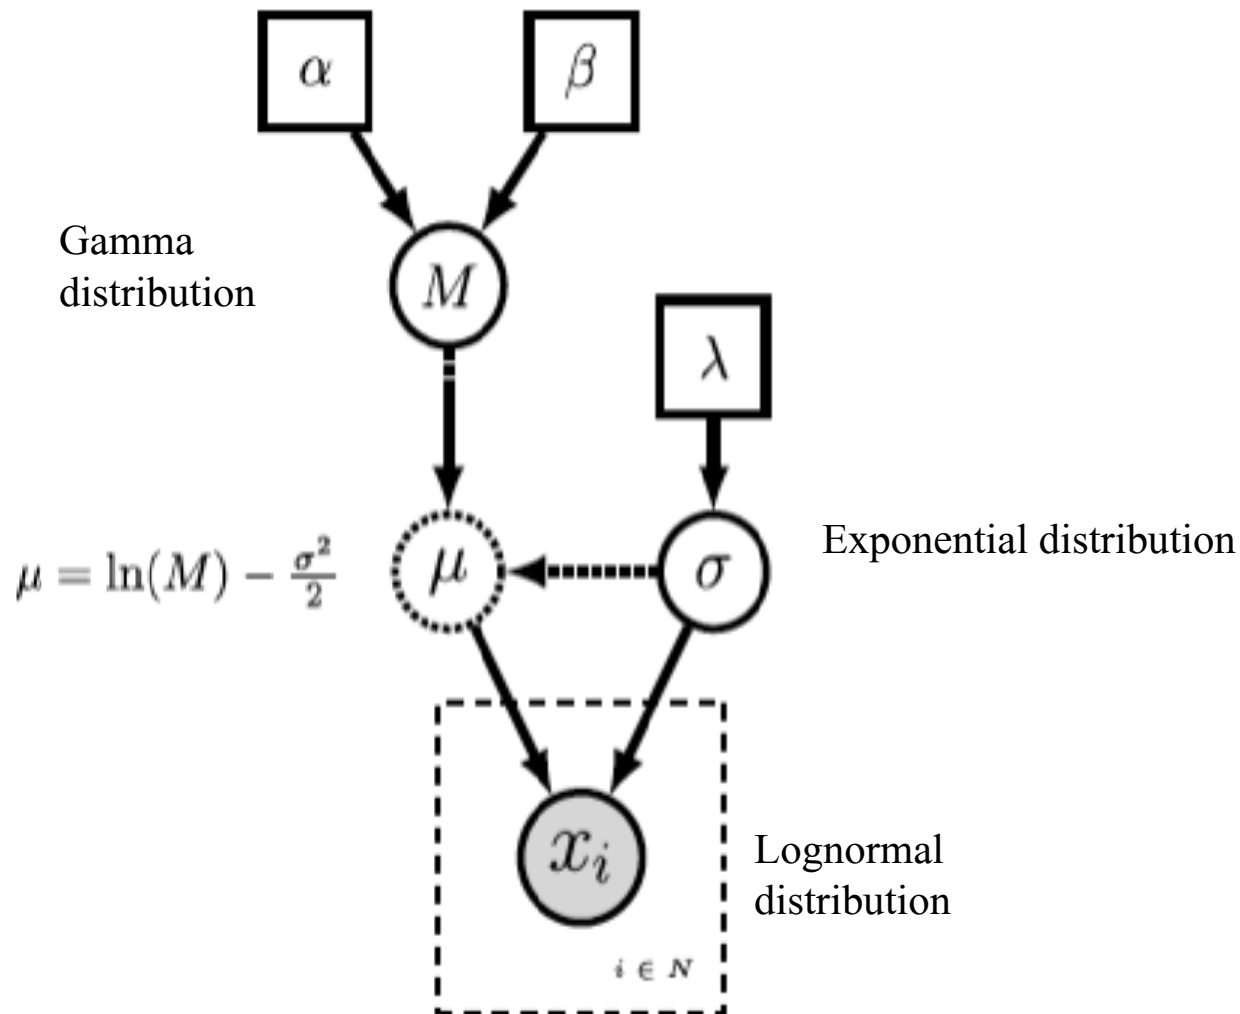 α
β
Gamma
distribution
M
λ
μ = ln(M) − σ²/2
μ
σ
Exponential distribution
xᵢ
Lognormal
distribution
i ∈ N